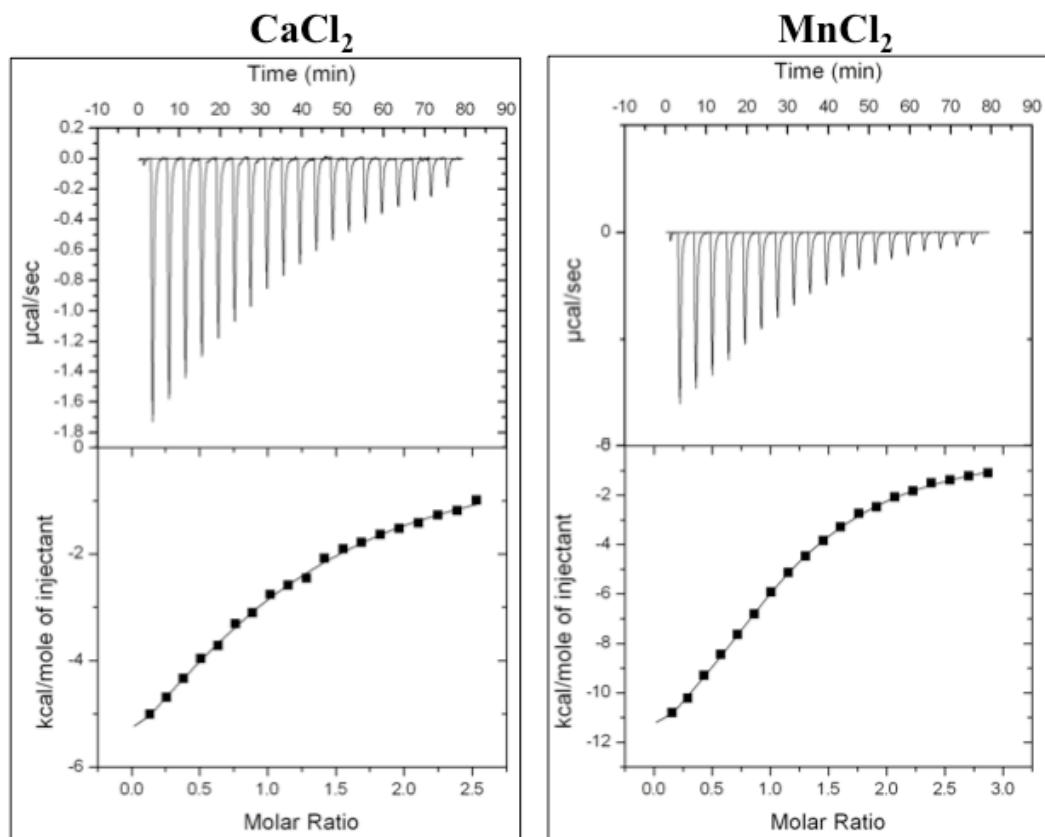 CaCl₂
Time (min)
-10 0 10 20 30 40 50 60 70 80 90
0.2
0.0
-0.2
-0.4
-0.6
-0.8
-1.0
-1.2
-1.4
-1.6
-1.8
µcal/sec
0
-2
-4
-6
kcal/mole of injectant
0.0 0.5 1.0 1.5 2.0 2.5
Molar Ratio
MnCl₂
Time (min)
-10 0 10 20 30 40 50 60 70 80 90
0
µcal/sec
-2
-4
-6
-8
-10
-12
kcal/mole of injectant
0.0 0.5 1.0 1.5 2.0 2.5 3.0
Molar Ratio